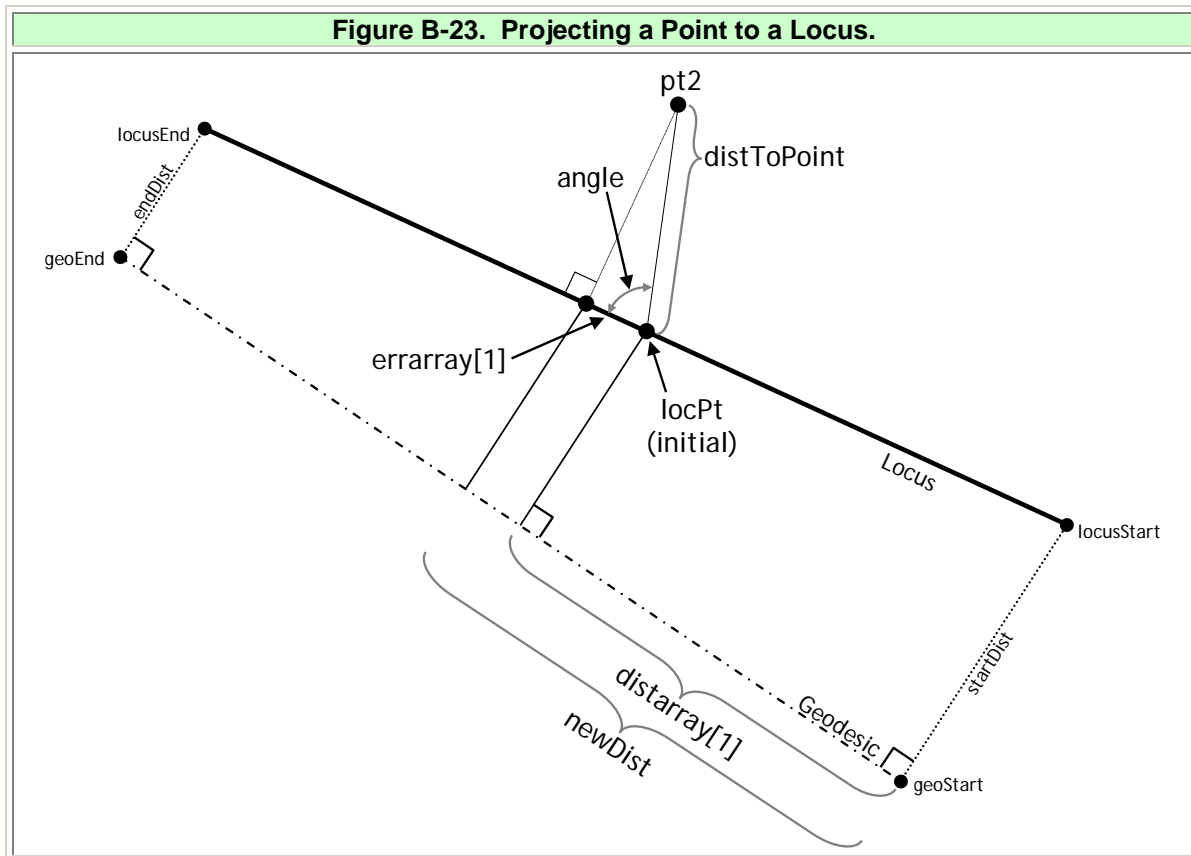 Figure B-23. Projecting a Point to a Locus.
pt2
locusEnd
distToPoint
endDist
angle
geoEnd
errarray[1]
locPt
(initial)
Locus
locusStart
startDist
distarray[1]
Geodesic
newDist
geoStart